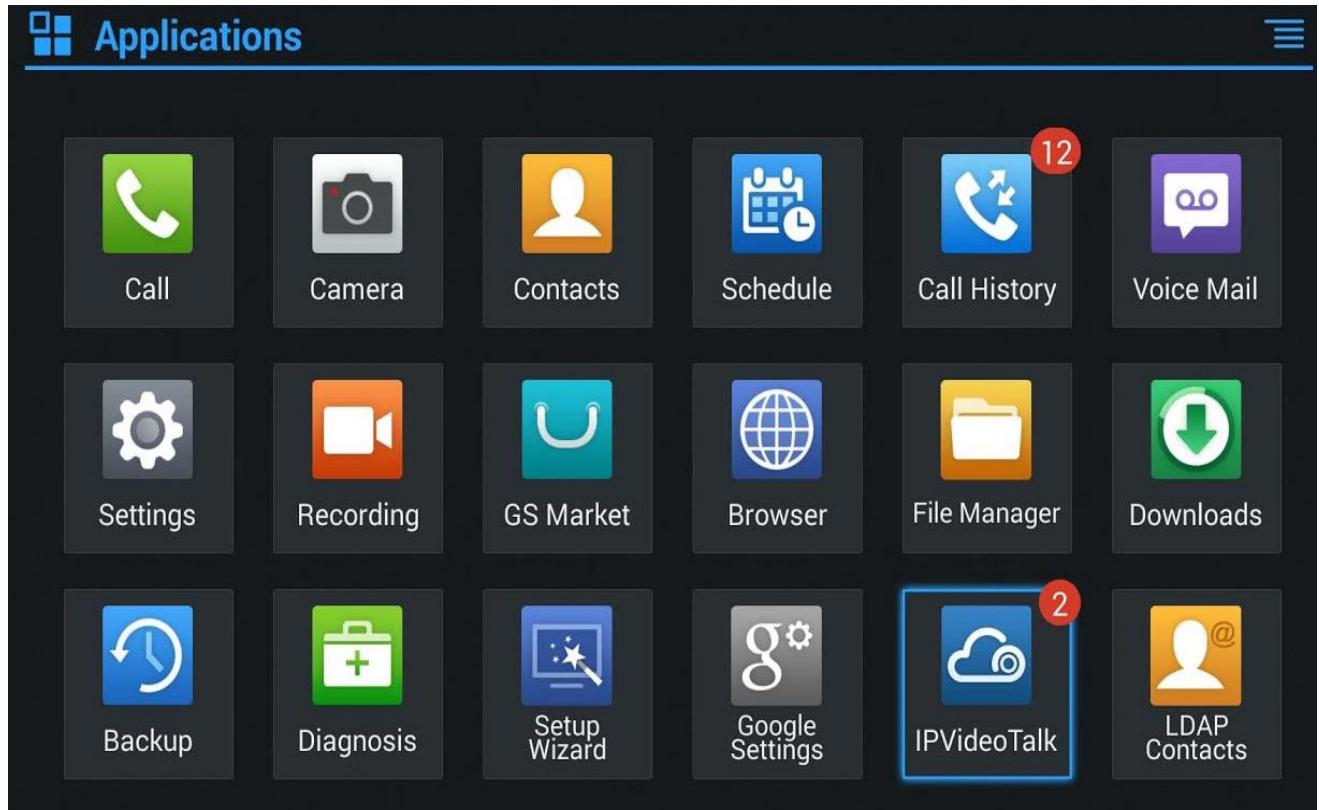 Applications
12
Call
Camera
Contacts
Schedule
Call History
Voice Mail
Settings
Recording
GS Market
Browser
File Manager
Downloads
2
Backup
Diagnosis
Setup
Wizard
g
Google
Settings
IPVideoTalk
@
LDAP
Contacts